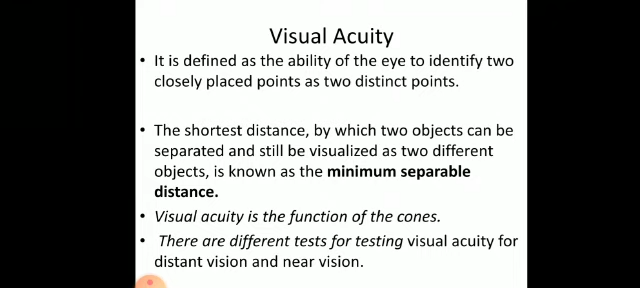 Visual Acuity
• It is defined as the ability of the eye to identify two
closely placed points as two distinct points.
• The shortest distance, by which two objects can be
separated and still be visualized as two different
objects, is known as the minimum separable
distance.
• Visual acuity is the function of the cones.
• There are different tests for testing visual acuity for
distant vision and near vision.